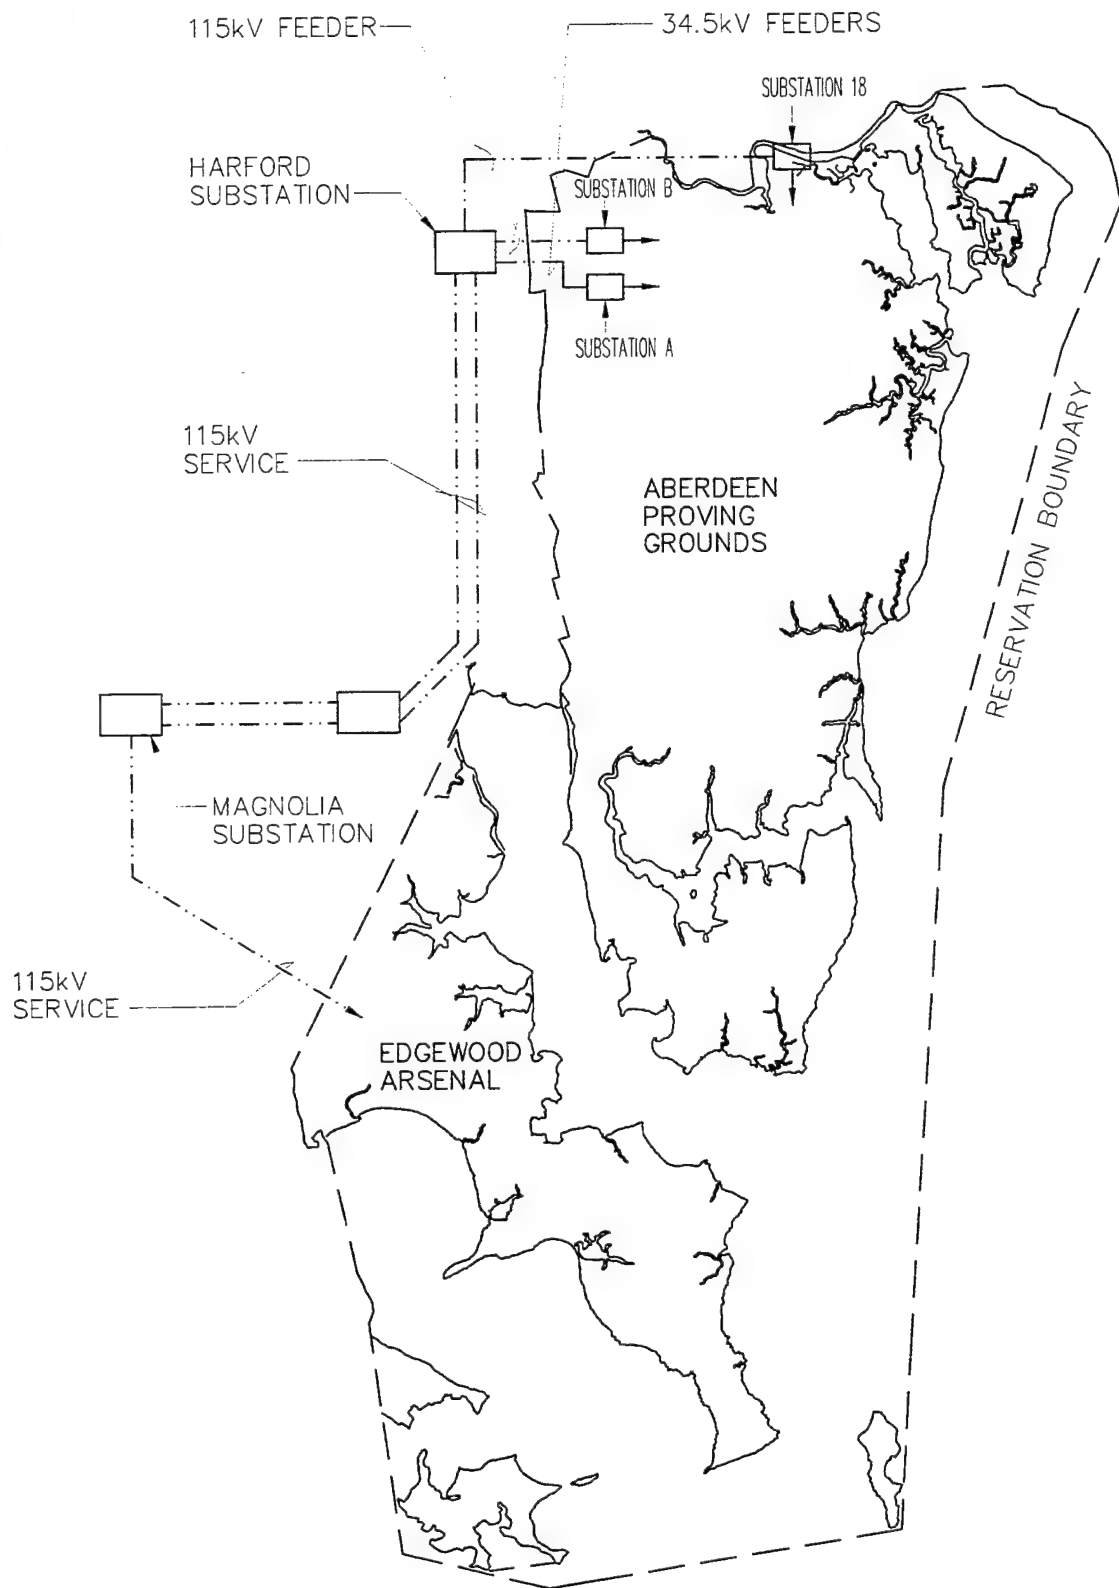 115kV FEEDER
34.5kV FEEDERS
SUBSTATION 18
HARFORD
SUBSTATION
SUBSTATION B
SUBSTATION A
115kV
SERVICE
ABERDEEN
PROVING
GROUNDS
RESERVATION BOUNDARY
MAGNOLIA
SUBSTATION
115kV
SERVICE
EDGEWOOD
ARSENAL